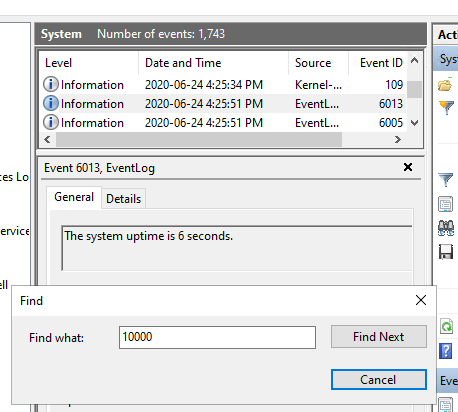 System Number of events: 1,743
Acti
Level Date and Time Source Event ID
Syst
Information 2020-06-24 4:25:34 PM Kernel-... 109
Information 2020-06-24 4:25:51 PM EventL... 6013
Information 2020-06-24 4:25:51 PM EventL... 6005
Event 6013, EventLog
ces Lo
General Details
ervice
The system uptime is 6 seconds.
ell
Find
Find what: 10000 Find Next
Cancel
Eve